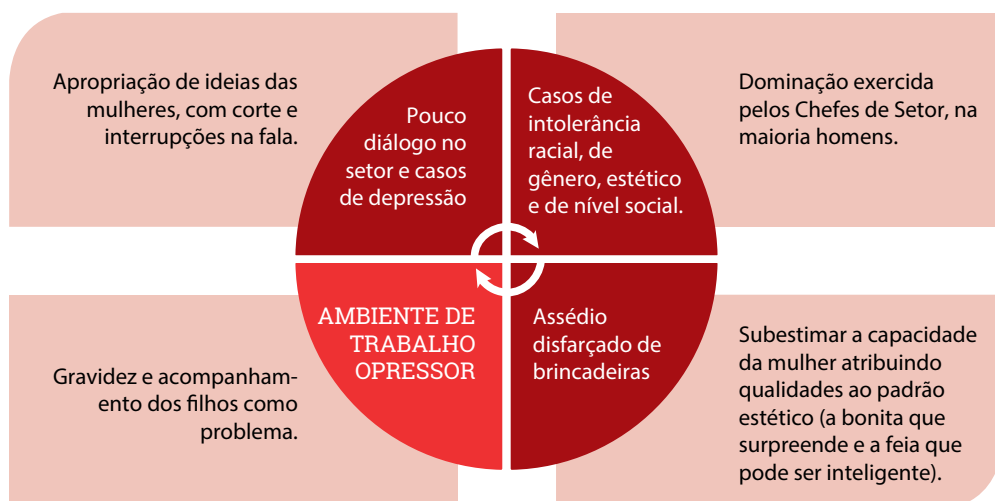 Apropriação de ideias das
mulheres, com corte e
interrupções na fala.
Pouco
diálogo no
setor e casos
de depressão
Casos de
intolerância
racial, de
gênero, estético
e de nível social.
Dominação exercida
pelos Chefes de Setor, na
maioria homens.
Gravidez e acompanha-
mento dos filhos como
problema.
AMBIENTE DE
TRABALHO
OPRESSOR
Assédio
disfarçado de
brincadeiras
Subestimar a capacidade
da mulher atribuindo
qualidades ao padrão
estético (a bonita que
surpreende e a feia que
pode ser inteligente).